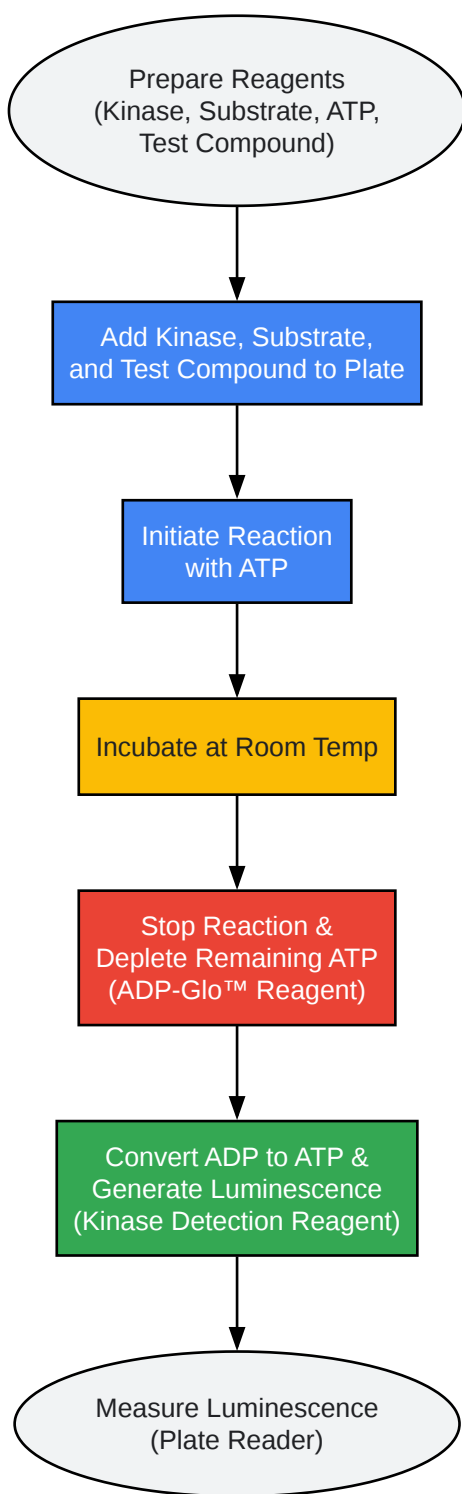 Prepare Reagents
(Kinase, Substrate, ATP,
Test Compound)
Add Kinase, Substrate,
and Test Compound to Plate
Initiate Reaction
with ATP
Incubate at Room Temp
Stop Reaction &
Deplete Remaining ATP
(ADP-Glo™ Reagent)
Convert ADP to ATP &
Generate Luminescence
(Kinase Detection Reagent)
Measure Luminescence
(Plate Reader)